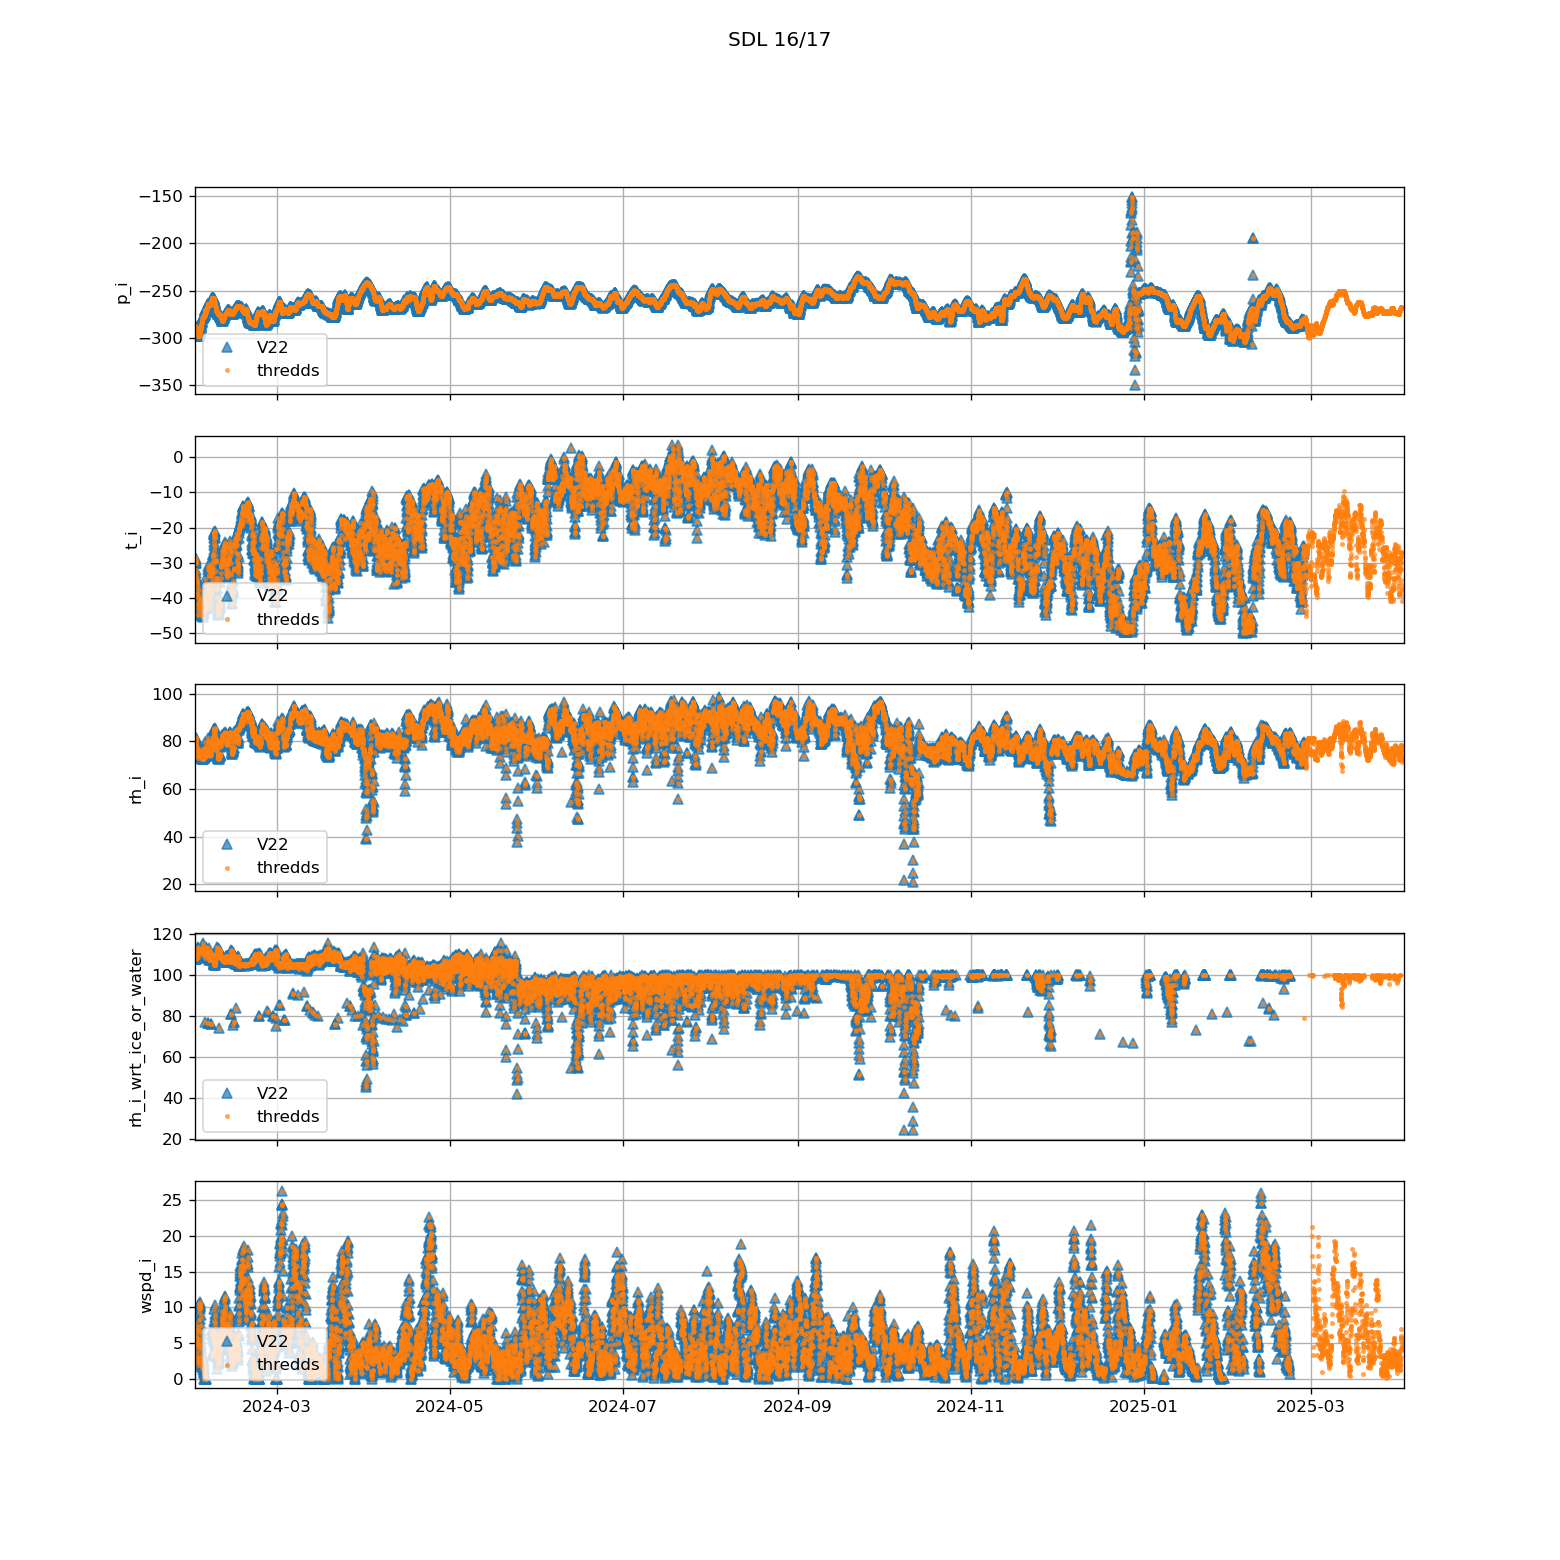 SDL 16/17
−150
−200
−250
−300
−350
p_i
V22
thredds
0
−10
−20
−30
−40
−50
t_i
V22
thredds
100
80
60
40
20
rh_i
V22
thredds
120
100
80
60
40
20
rh_i_wrt_ice_or_water
V22
thredds
25
20
15
10
5
0
wspd_i
V22
thredds
2024-03 2024-05 2024-07 2024-09 2024-11 2025-01 2025-03